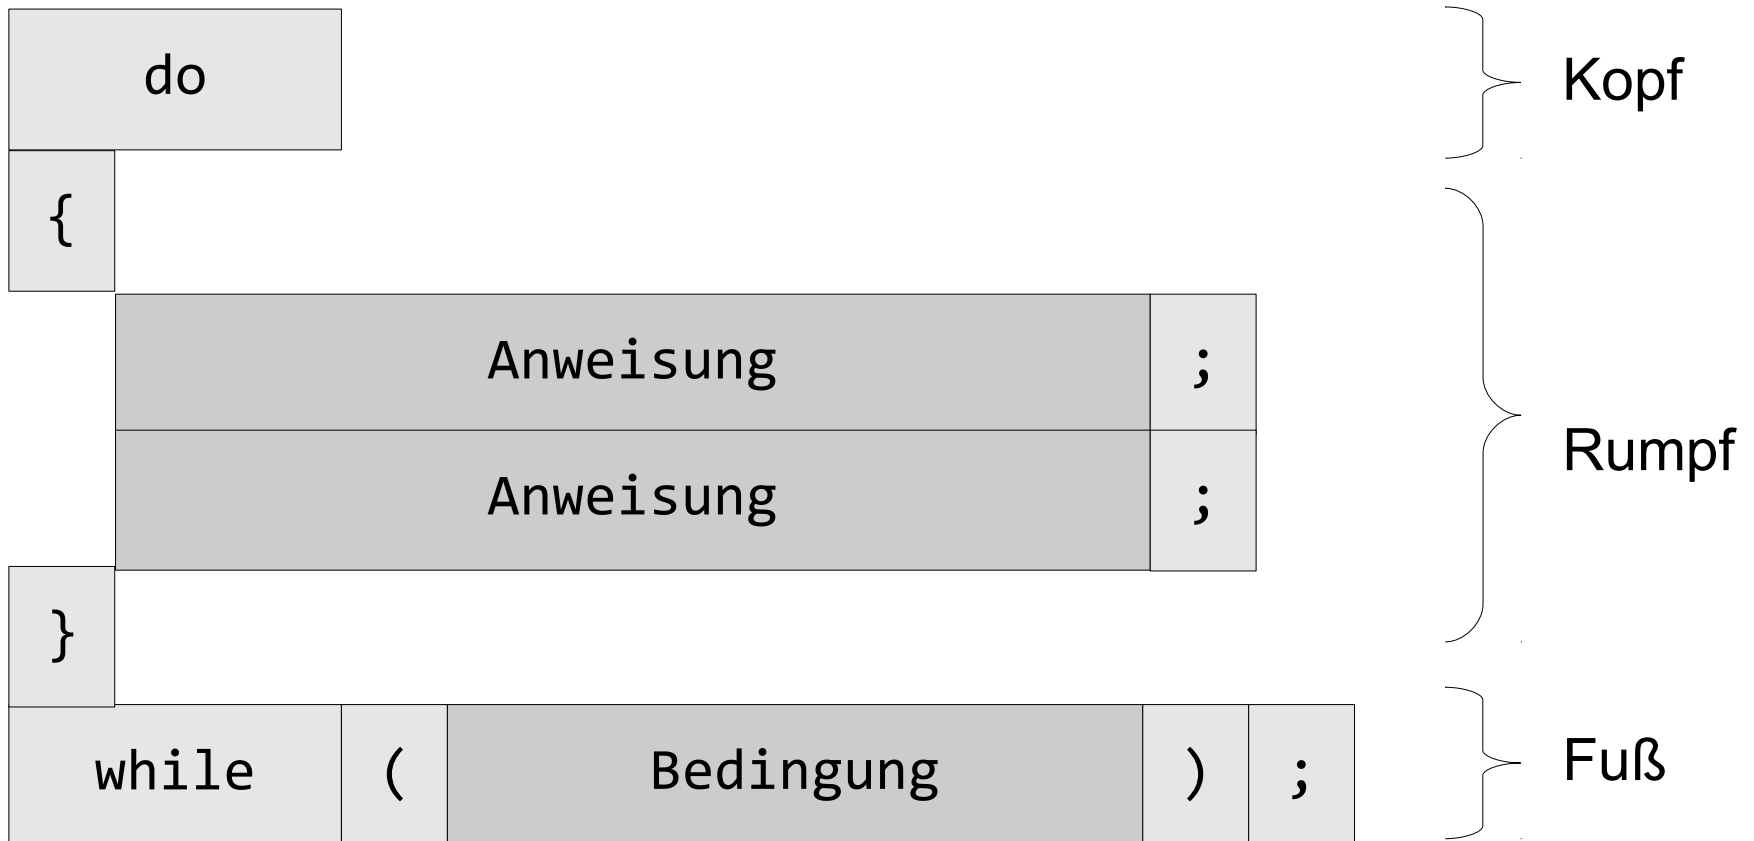 do Kopf
{
Anweisung ;
Anweisung ; Rumpf
}
while ( Bedingung ) ; Fuß